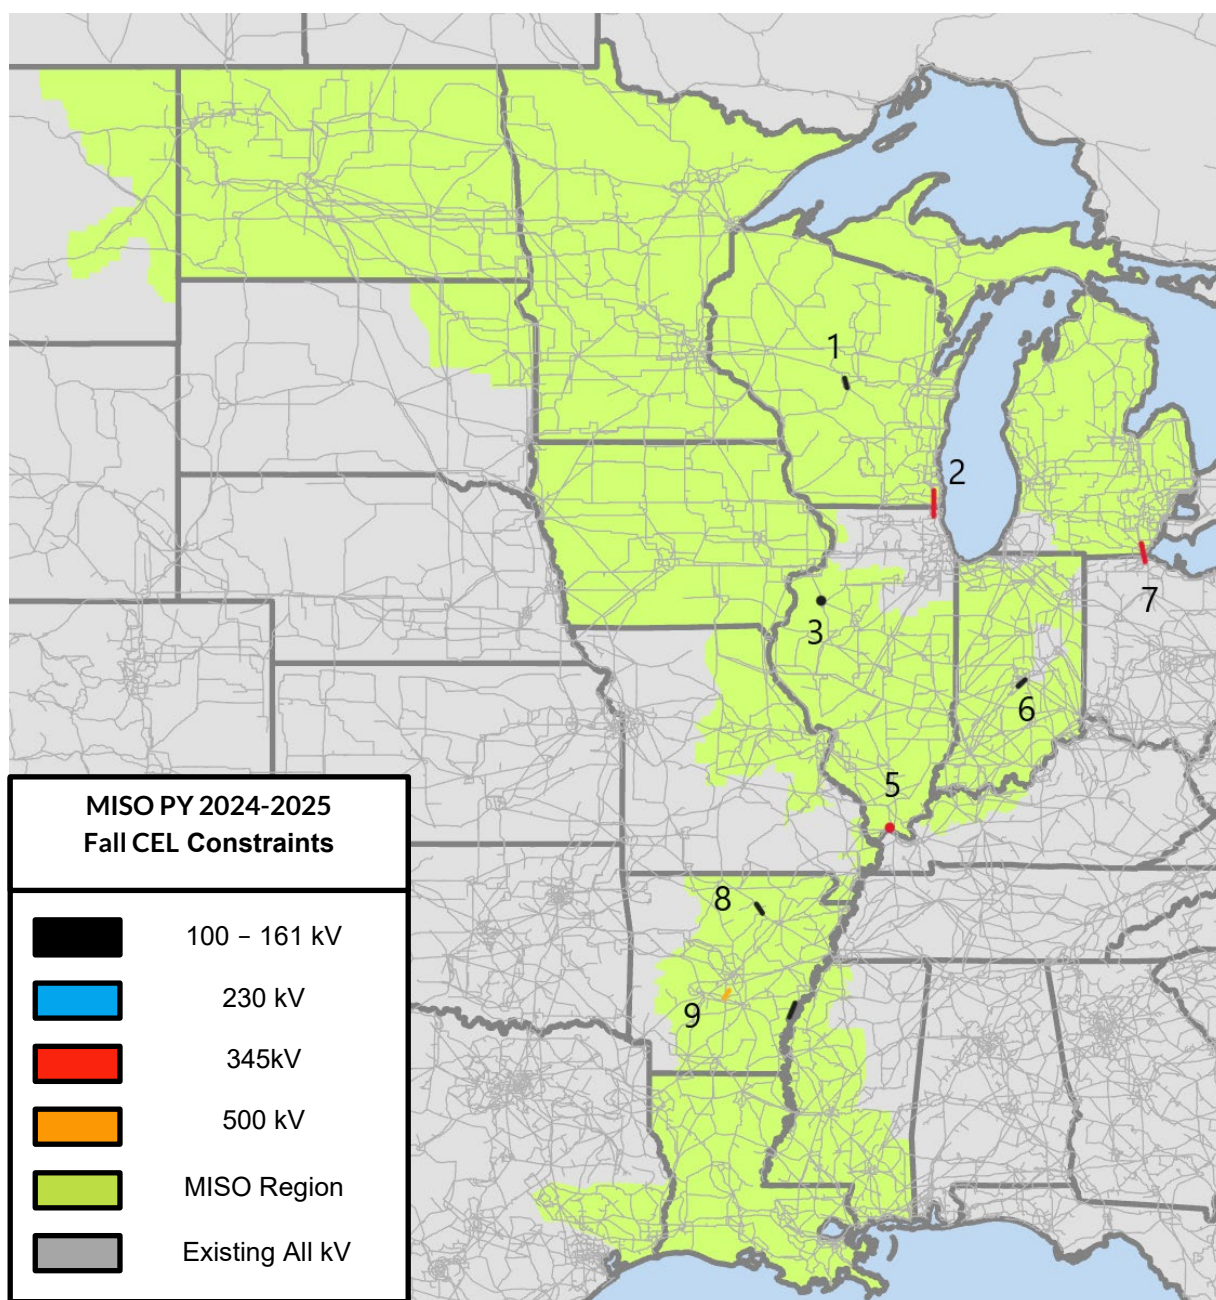 1
2
7
3
6
5
8
9
MISO PY 2024-2025
Fall CEL Constraints
100 – 161 kV
230 kV
345kV
500 kV
MISO Region
Existing All kV